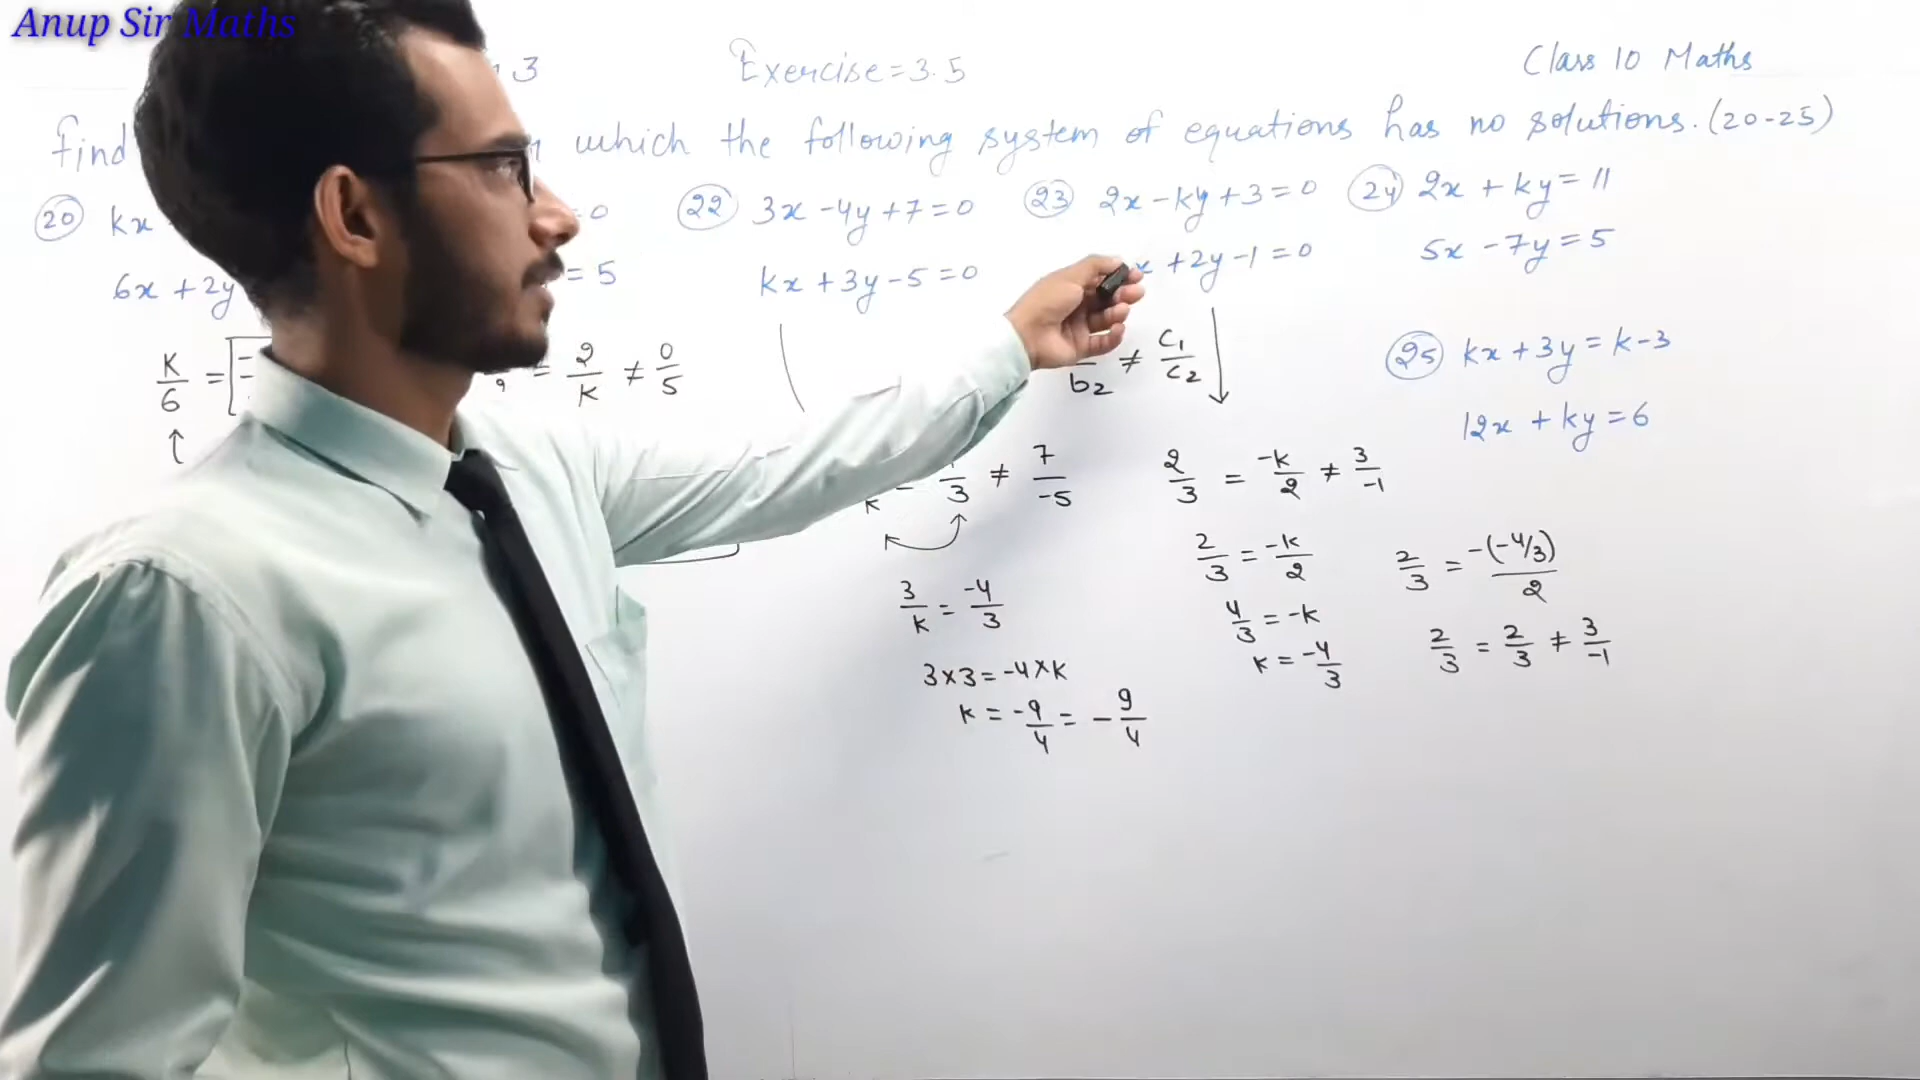 Anup Sir Maths
3
Exercise = 3.5
Class 10 Maths
find which the following system of equations has no solutions. (20-25)
(20) kx
6x + 2y
= 0
= 5
(22) 3x - 4y + 7 = 0
kx + 3y - 5 = 0
(23) 2x - ky + 3 = 0
x + 2y - 1 = 0
(24) 2x + ky = 11
5x - 7y = 5
(25) kx + 3y = k - 3
12x + ky = 6
K/6 =
= 2/K ≠ 0/5
b2 ≠ C1/C2
K = /3 ≠ 7/-5
3/K = -4/3
3×3 = -4×K
K = -9/4 = -9/4
2/3 = -K/2 ≠ 3/-1
2/3 = -K/2
4/3 = -K
K = -4/3
2/3 = -(-4/3)/2
2/3 = 2/3 ≠ 3/-1